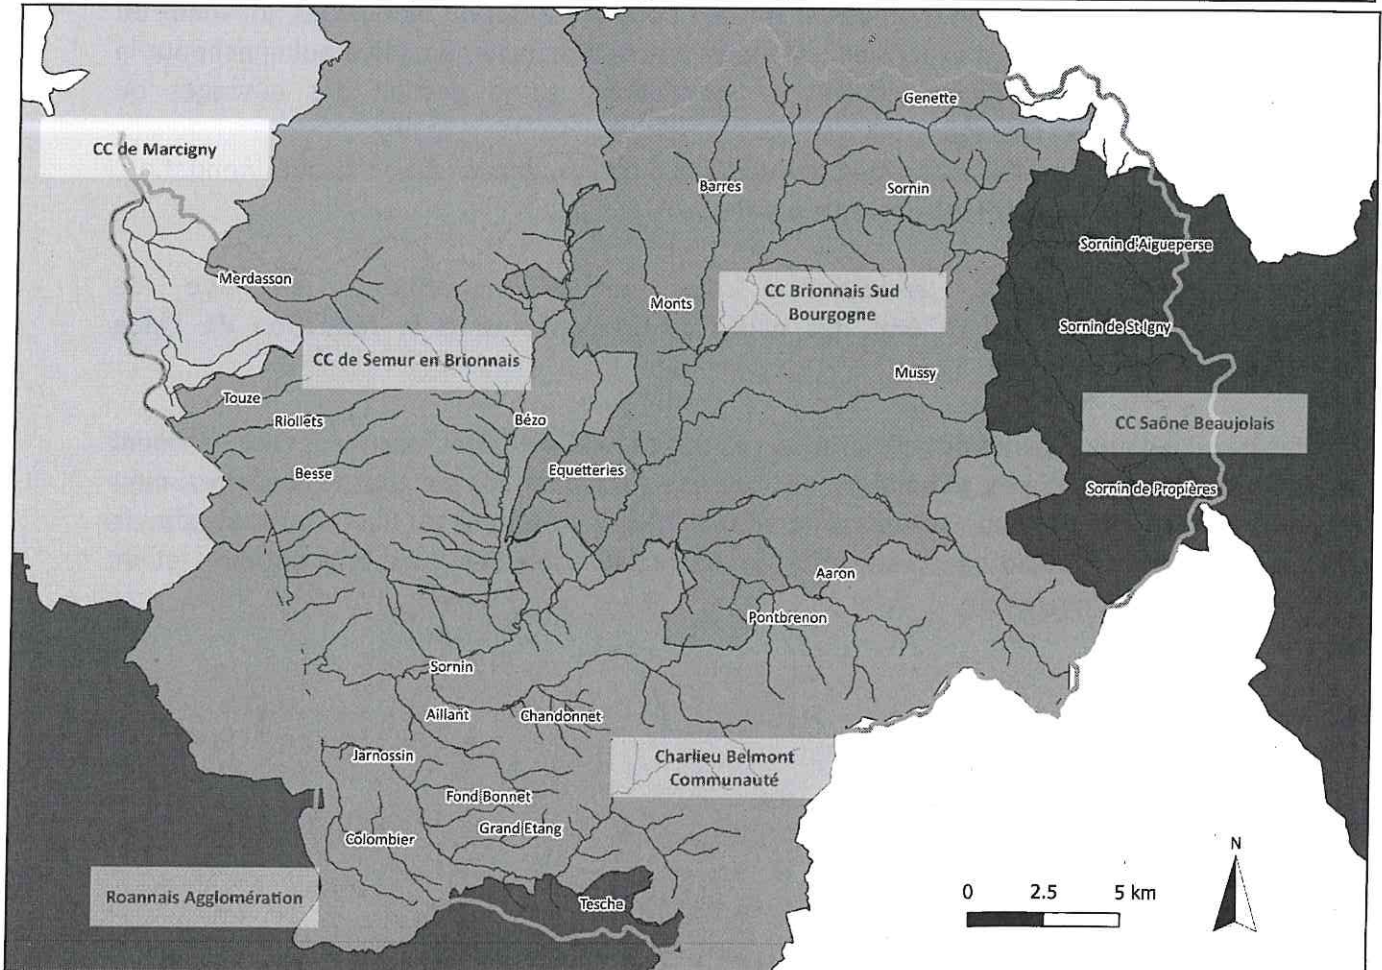 Genette
CC de Marcigny
Barres
Sornin
Sornin d'Aigueperse
Merdasson
Monts
CC Brionnais Sud
Bourgogne
Sornin de St Igny
CC de Semur en Brionnais
Mussy
Touze
Riollets
Bézo
CC Saône Beaujolais
Besse
Equetteries
Sornin de Propières
Aaron
Pontbrenon
Sornin
Aillant
Chandonnet
Jarnossin
Charlieu Belmont
Communauté
Fond Bonnet
Grand Etang
Colombier
N
Roannais Agglomération
Tesche
0 2.5 5 km